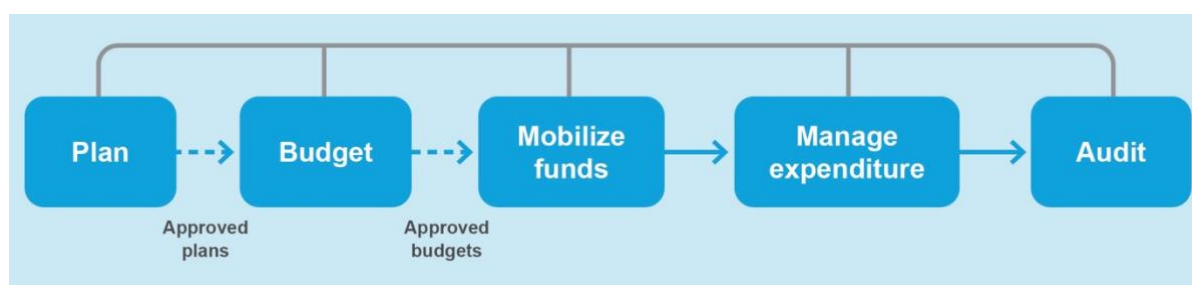 Plan
Budget
Mobilize
funds
Manage
expenditure
Audit
Approved
plans
Approved
budgets